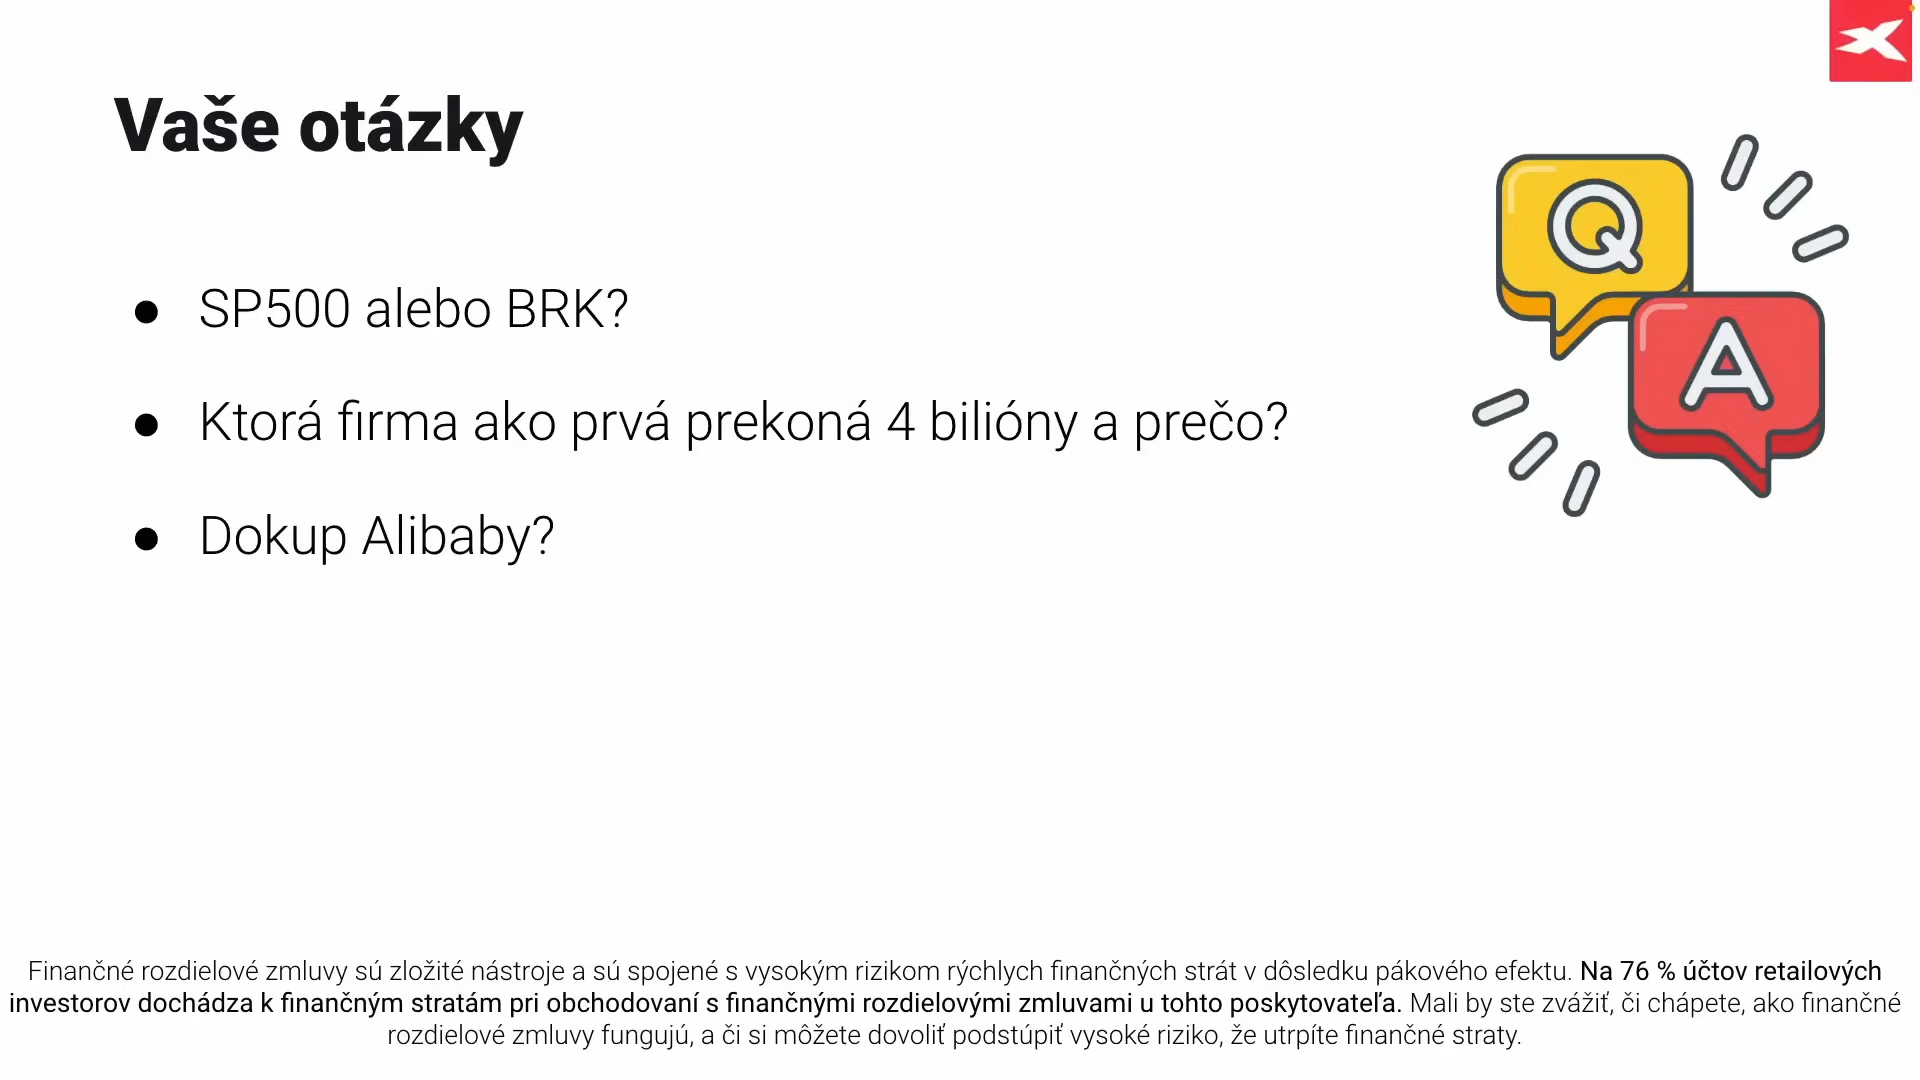 Vaše otázky
Q
A
● SP500 alebo BRK?
● Ktorá firma ako prvá prekoná 4 bilióny a prečo?
● Dokup Alibaby?
Finančné rozdielové zmluvy sú zložité nástroje a sú spojené s vysokým rizikom rýchlych finančných strát v dôsledku pákového efektu. Na 76 % účtov retailových
investorov dochádza k finančným stratám pri obchodovaní s finančnými rozdielovými zmluvami u tohto poskytovateľa. Mali by ste zvážiť, či chápete, ako finančné
rozdielové zmluvy fungujú, a či si môžete dovoliť podstúpiť vysoké riziko, že utrpíte finančné straty.